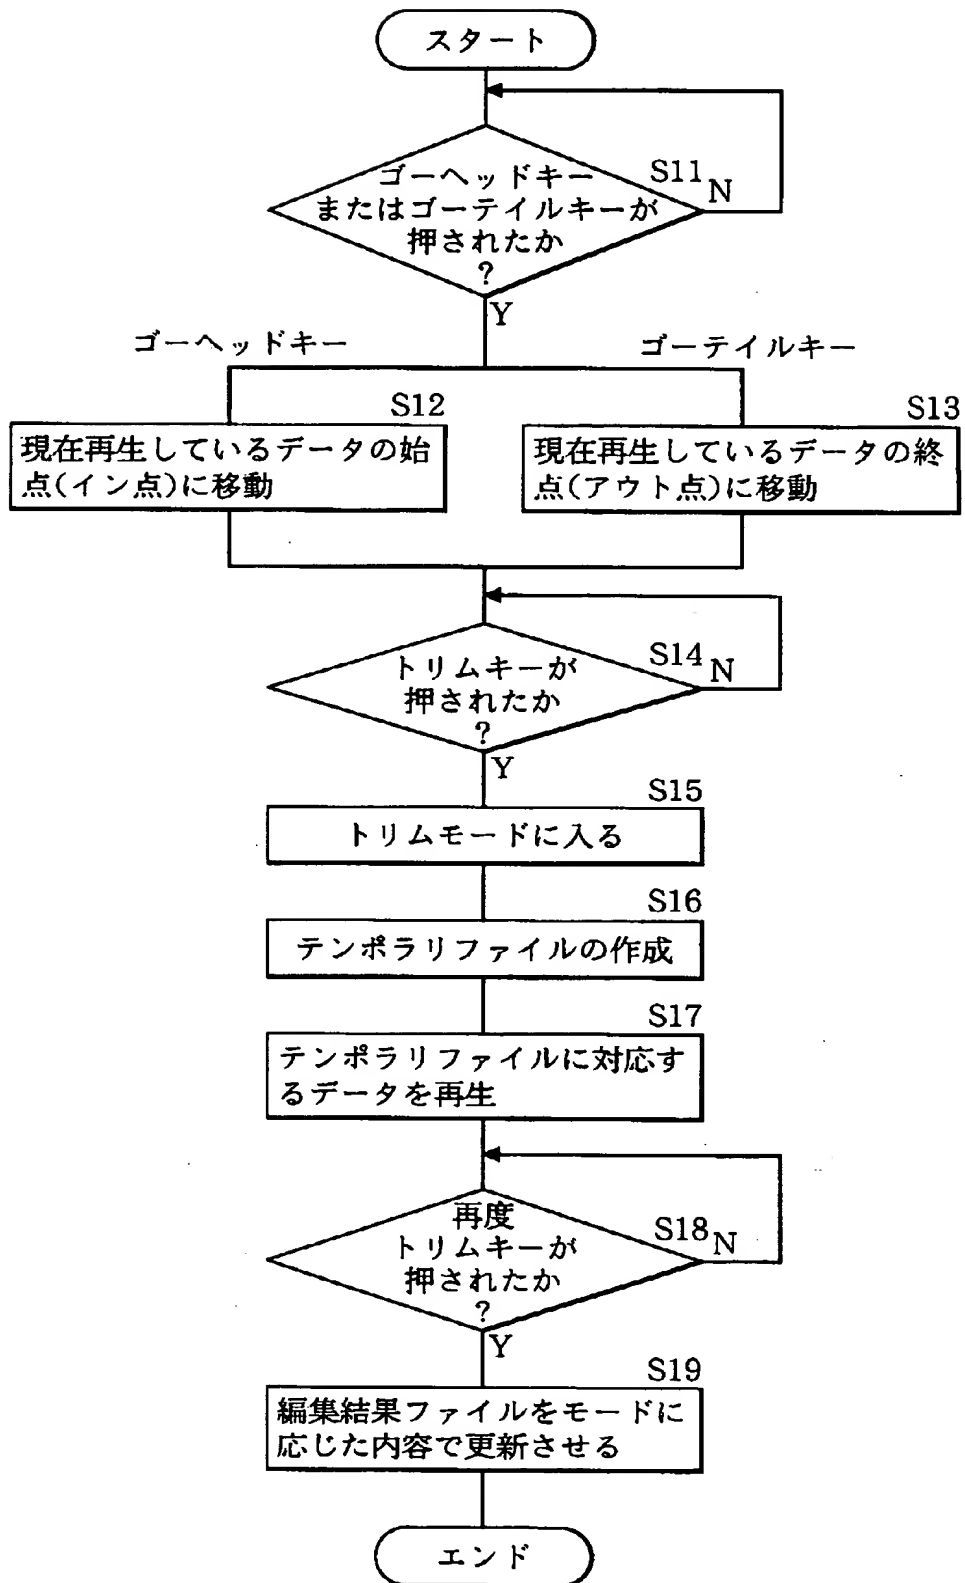 スタート
S11
N
ゴーヘッドキー
またはゴーテイルキーが
押されたか
?
Y
ゴーヘッドキー
ゴーテイルキー
S12
現在再生しているデータの始
点(イン点)に移動
S13
現在再生しているデータの終
点(アウト点)に移動
S14
N
トリムキーが
押されたか
?
Y
S15
トリムモードに入る
S16
テンポラリファイルの作成
S17
テンポラリファイルに対応す
るデータを再生
再度
S18
N
トリムキーが
押されたか
?
Y
S19
編集結果ファイルをモードに
応じた内容で更新させる
エンド